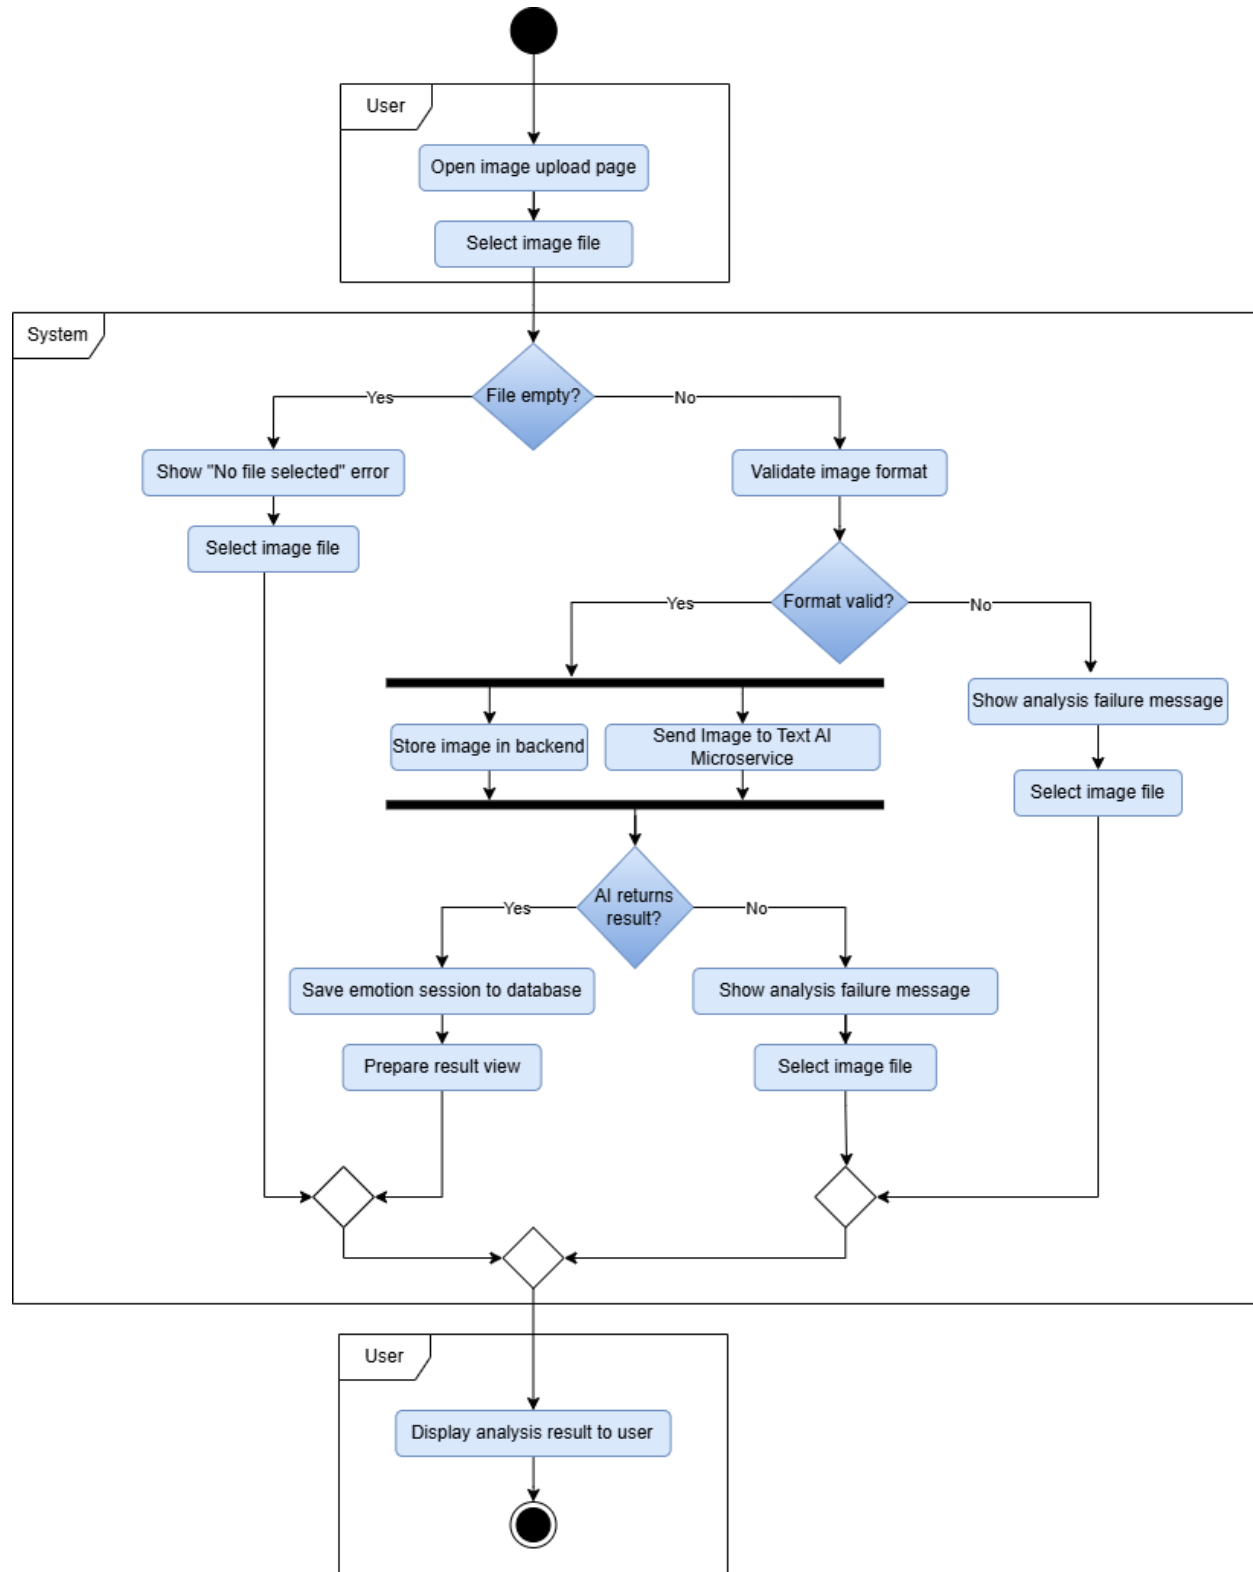 User
Open image upload page
Select image file
System
File empty?
Yes
No
Show "No file selected" error
Validate image format
Select image file
Format valid?
Yes
No
Show analysis failure message
Store image in backend
Send Image to Text AI
Microservice
Select image file
AI returns
result?
Yes
No
Save emotion session to database
Show analysis failure message
Prepare result view
Select image file
User
Display analysis result to user